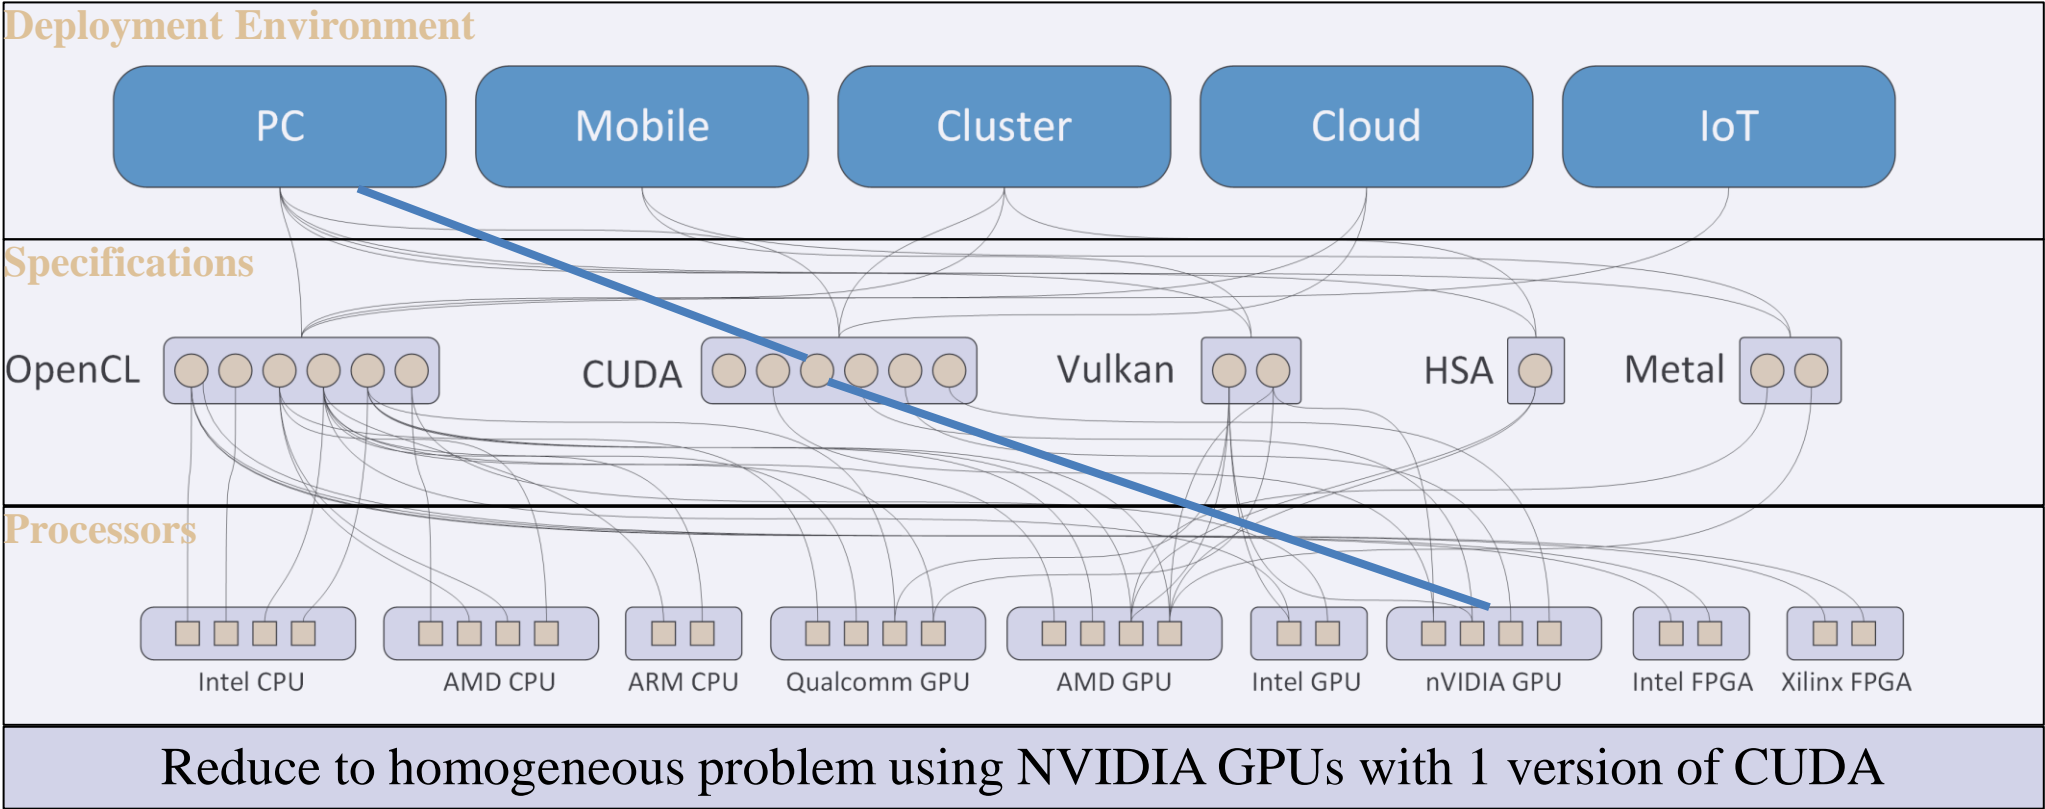 Deployment Environment
PC Mobile Cluster Cloud IoT
Specifications
OpenCL CUDA Vulkan HSA Metal
Processors
Intel CPU AMD CPU ARM CPU Qualcomm GPU AMD GPU Intel GPU nVIDIA GPU Intel FPGA Xilinx FPGA
Reduce to homogeneous problem using NVIDIA GPUs with 1 version of CUDA